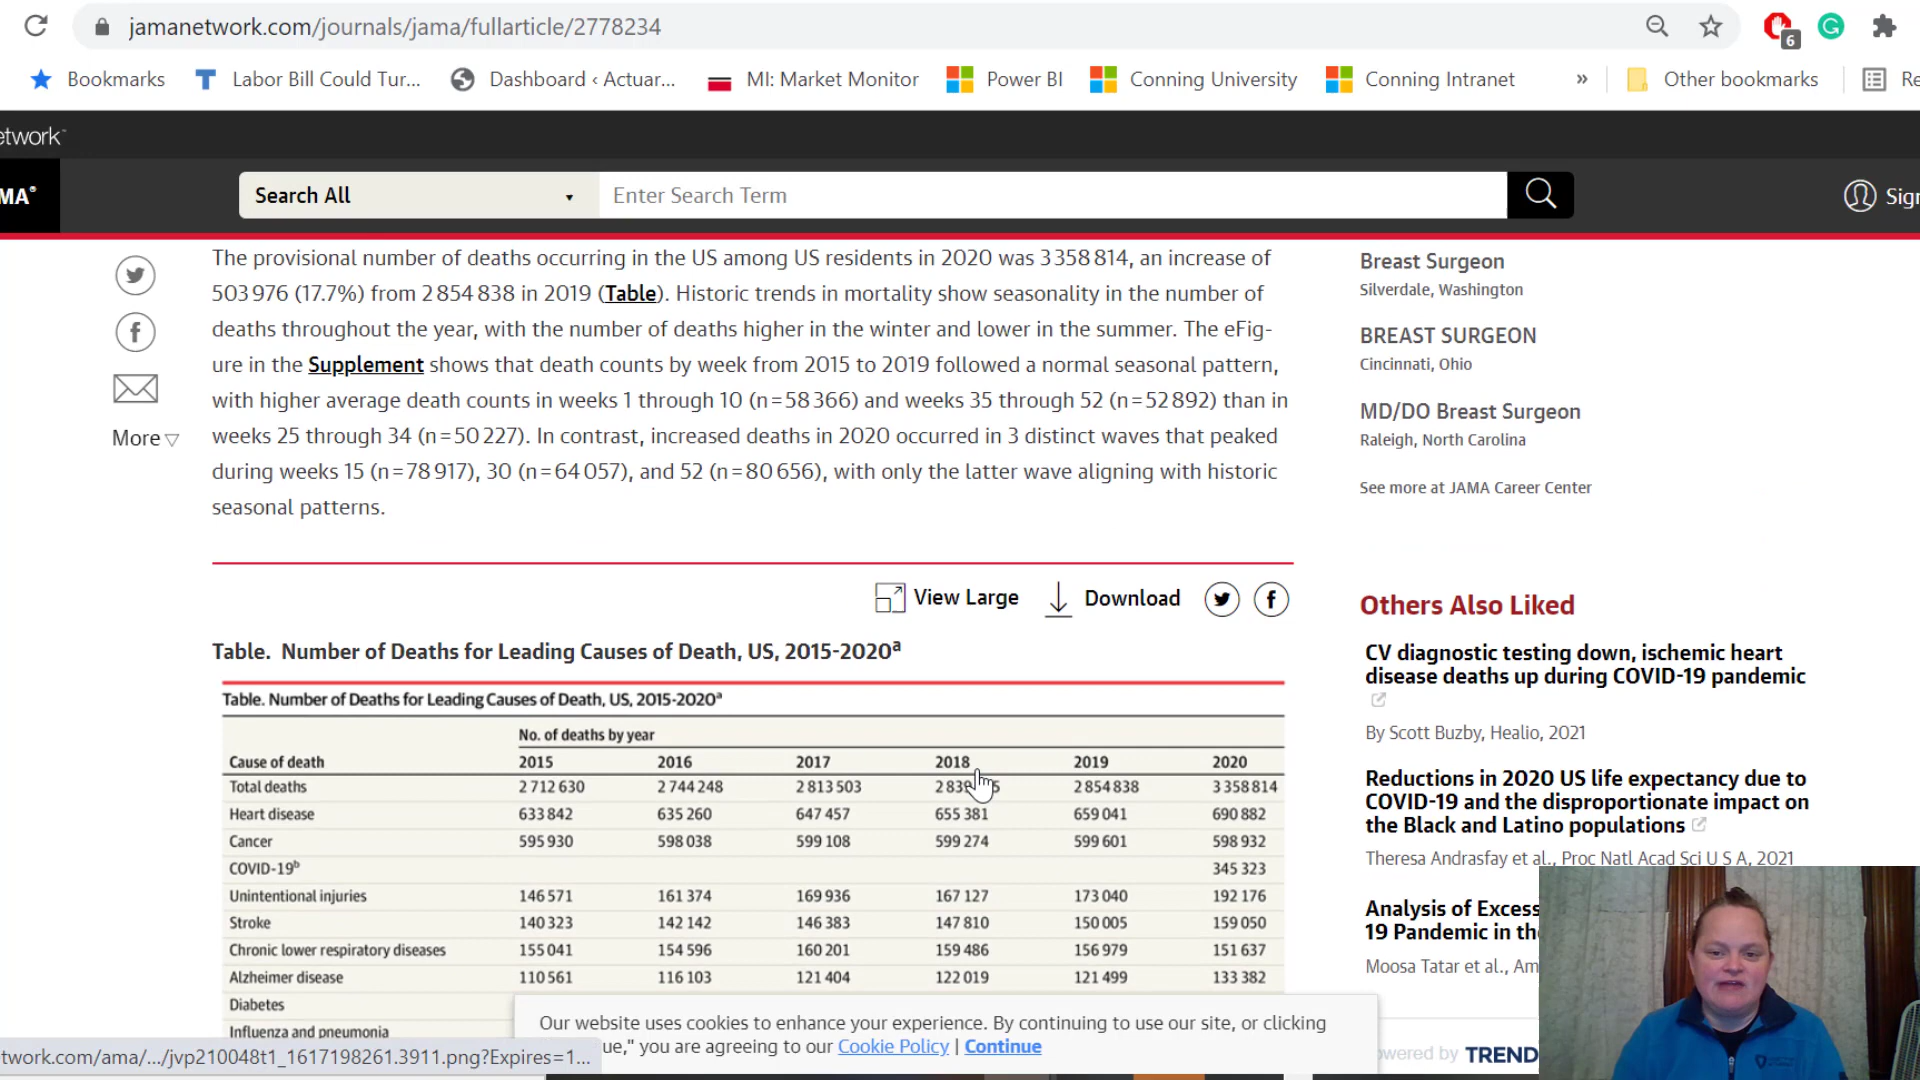 jamanetwork.com/journals/jama/fullarticle/2778234
6
Bookmarks
Labor Bill Could Tur...
Dashboard ‹ Actuar...
MI: Market Monitor
Power BI
Conning University
Conning Intranet
»
Other bookmarks
etwork
MA®
Search All
Enter Search Term
The provisional number of deaths occurring in the US among US residents in 2020 was 3 358 814, an increase of
503 976 (17.7%) from 2 854 838 in 2019 (Table). Historic trends in mortality show seasonality in the number of
deaths throughout the year, with the number of deaths higher in the winter and lower in the summer. The eFig-
ure in the Supplement shows that death counts by week from 2015 to 2019 followed a normal seasonal pattern,
with higher average death counts in weeks 1 through 10 (n = 58 366) and weeks 35 through 52 (n = 52 892) than in
weeks 25 through 34 (n = 50 227). In contrast, increased deaths in 2020 occurred in 3 distinct waves that peaked
during weeks 15 (n = 78 917), 30 (n = 64 057), and 52 (n = 80 656), with only the latter wave aligning with historic
seasonal patterns.
More
View Large
Download
Table. Number of Deaths for Leading Causes of Death, US, 2015-2020a
Table. Number of Deaths for Leading Causes of Death, US, 2015-2020a
No. of deaths by year
Cause of death 2015 2016 2017 2018 2019 2020
Total deaths 2 712 630 2 744 248 2 813 503 2 854 838 3 358 814
Heart disease 633 842 635 260 647 457 655 381 659 041 690 882
Cancer 595 930 598 038 599 108 599 274 599 601 598 932
COVID-19b 345 323
Unintentional injuries 146 571 161 374 169 936 167 127 173 040 192 176
Stroke 140 323 142 142 146 383 147 810 150 005 159 050
Chronic lower respiratory diseases 155 041 154 596 160 201 159 486 156 979 151 637
Alzheimer disease 110 561 116 103 121 404 122 019 121 499 133 382
Diabetes
Influenza and pneumonia
Our website uses cookies to enhance your experience. By continuing to use our site, or clicking
ue," you are agreeing to our Cookie Policy | Continue
twork.com/ama/.../jvp210048t1_1617198261.3911.png?Expires=1...
Breast Surgeon
Silverdale, Washington
BREAST SURGEON
Cincinnati, Ohio
MD/DO Breast Surgeon
Raleigh, North Carolina
See more at JAMA Career Center
Others Also Liked
CV diagnostic testing down, ischemic heart
disease deaths up during COVID-19 pandemic
By Scott Buzby, Healio, 2021
Reductions in 2020 US life expectancy due to
COVID-19 and the disproportionate impact on
the Black and Latino populations
Theresa Andrasfay et al., Proc Natl Acad Sci U S A, 2021
Analysis of Excess
19 Pandemic in th
Moosa Tatar et al., Am
owered by TREND